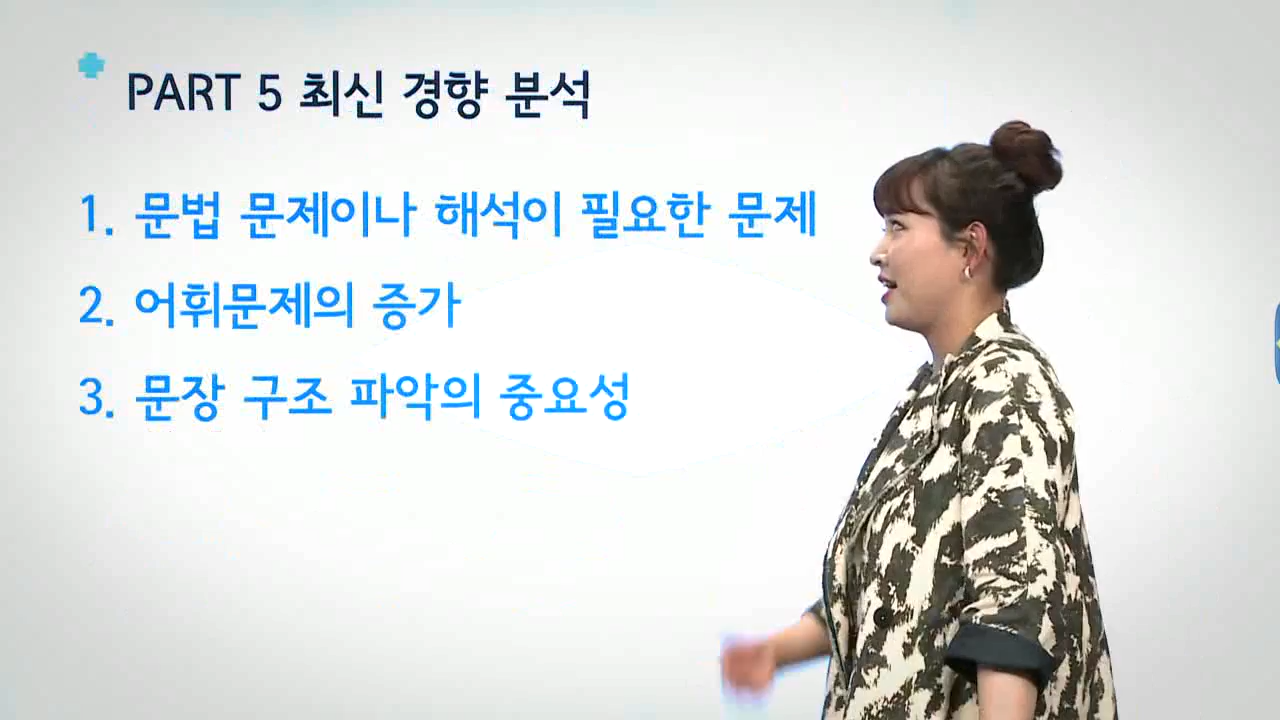 PART 5 최신 경향 분석
1. 문법 문제이나 해석이 필요한 문제
2. 어휘문제의 증가
3. 문장 구조 파악의 중요성